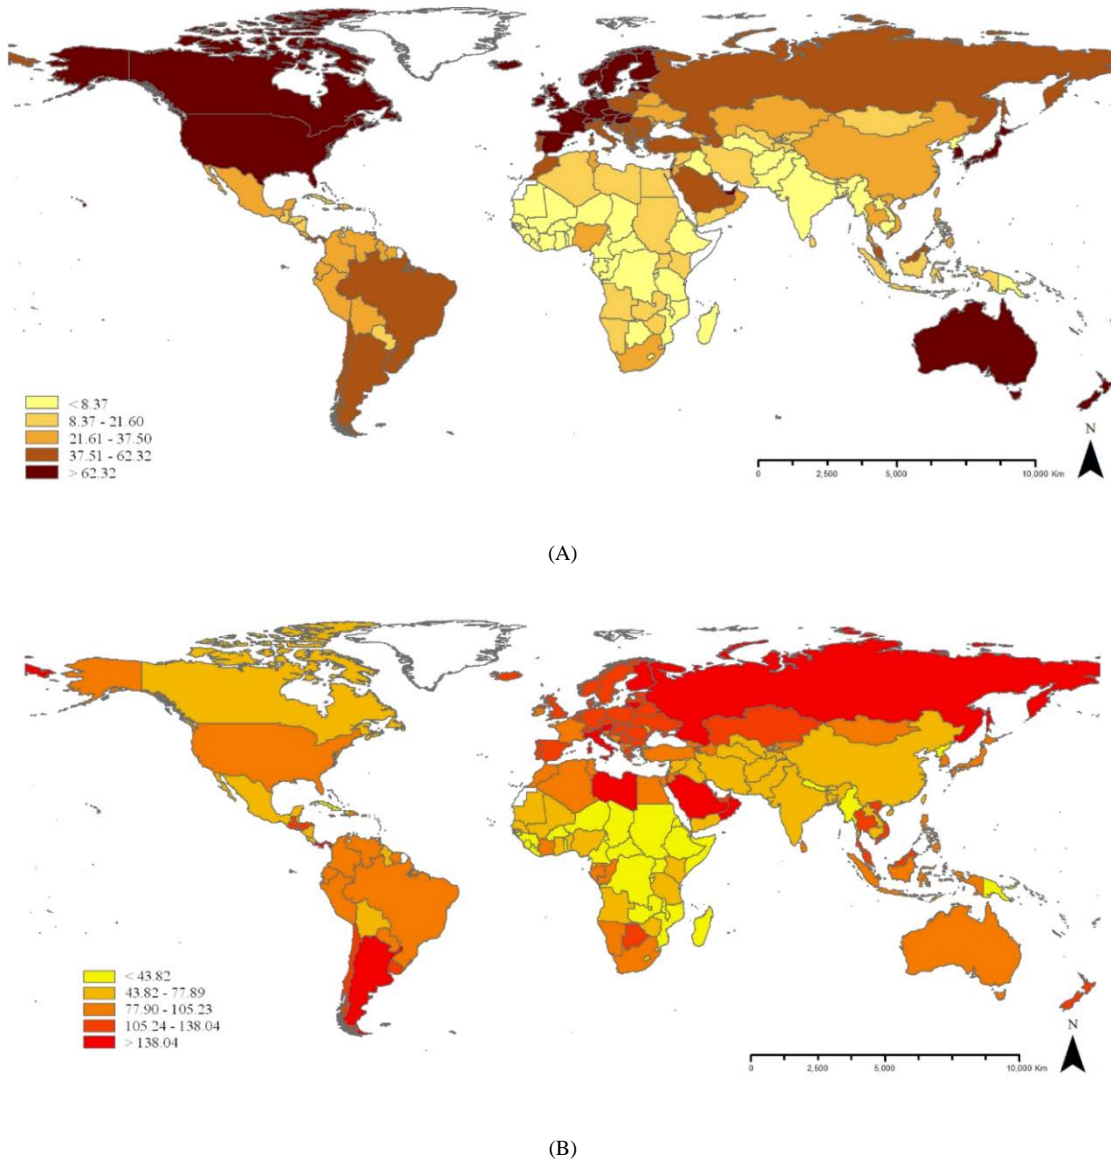 < 8.37
8.37 - 21.60
21.61 - 37.50
37.51 - 62.32
> 62.32
N
0 2,500 5,000 10,000 Km
(A)
< 43.82
43.82 - 77.89
77.90 - 105.23
105.24 - 138.04
> 138.04
N
0 2,500 5,000 10,000 Km
(B)